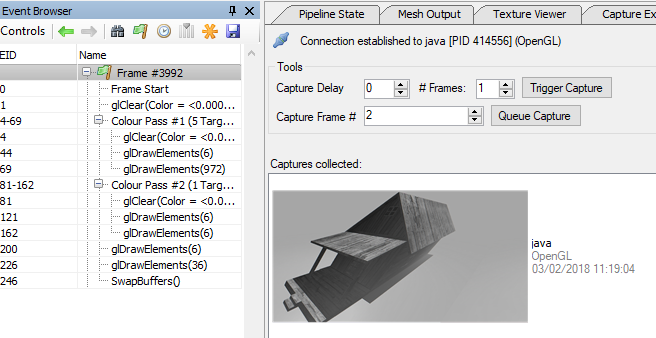 Event Browser
Controls
EID Name
Frame #3992
0 Frame Start
1 glClear(Color = <0.000...
4-69 Colour Pass #1 (5 Targ...
4 glClear(Color = <0.0...
44 glDrawElements(6)
69 glDrawElements(972)
81-162 Colour Pass #2 (1 Targ...
81 glClear(Color = <0.0...
121 glDrawElements(6)
162 glDrawElements(6)
200 glDrawElements(6)
226 glDrawElements(36)
246 SwapBuffers()
Pipeline State Mesh Output Texture Viewer Capture Ex
Connection established to java [PID 414556] (OpenGL)
Tools
Capture Delay 0 # Frames: 1 Trigger Capture
Capture Frame # 2 Queue Capture
Captures collected:
java
OpenGL
03/02/2018 11:19:04